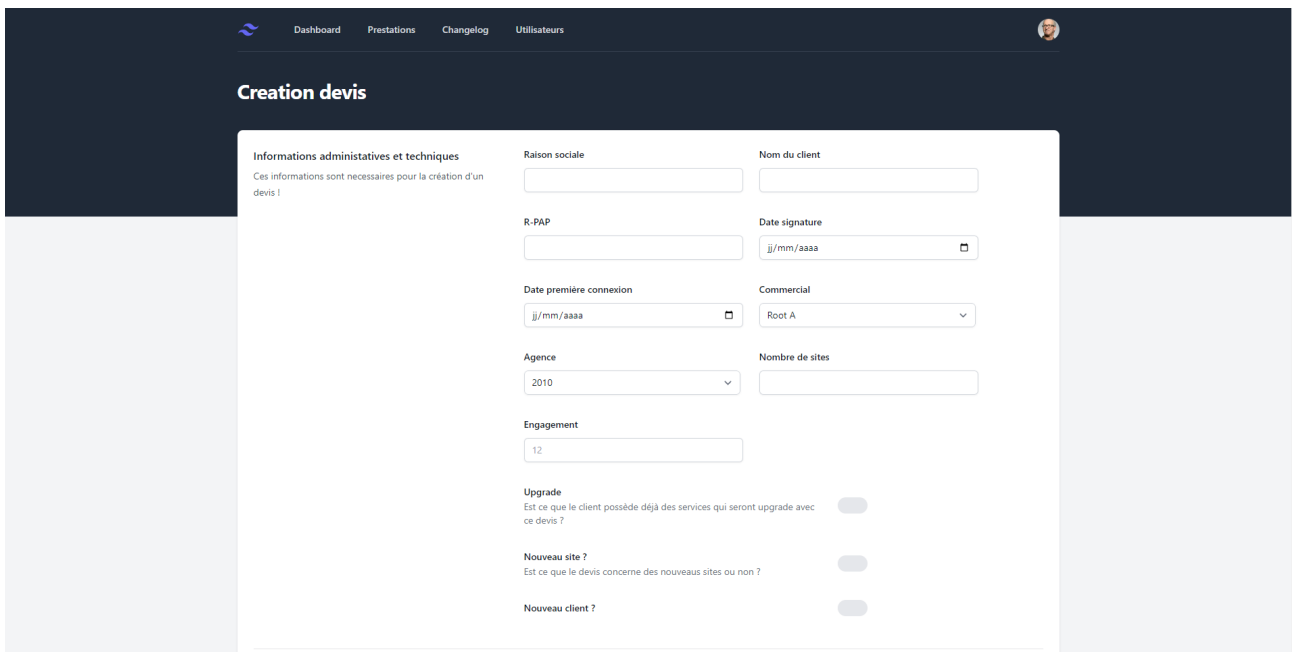 Dashboard Prestations Changelog Utilisateurs
Creation devis
Informations administatives et techniques
Ces informations sont necessaires pour la création d'un
devis !
Raison sociale
Nom du client
R-PAP
Date signature
jj/mm/aaaa
Date première connexion
jj/mm/aaaa
Commercial
Root A
Agence
2010
Nombre de sites
Engagement
12
Upgrade
Est ce que le client possède déjà des services qui seront upgrade avec
ce devis ?
Nouveau site ?
Est ce que le devis concerne des nouveaus sites ou non ?
Nouveau client ?